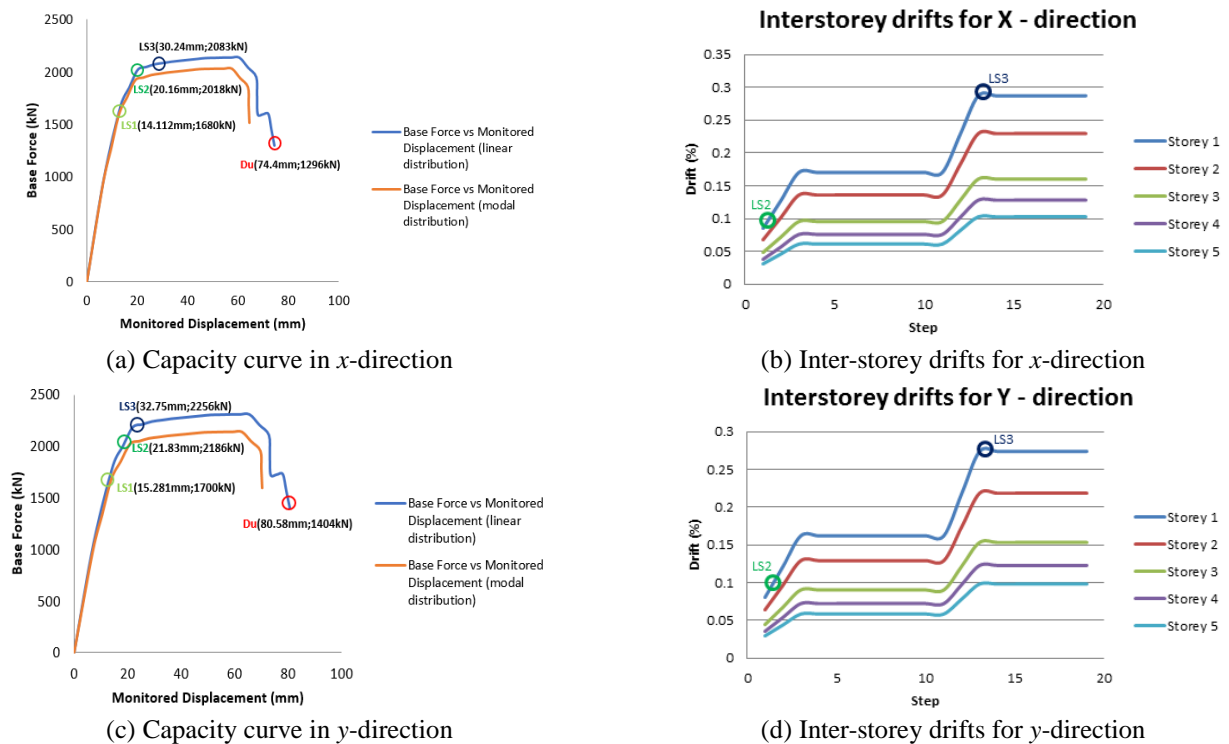 2500
2000
1500
1000
500
0
Base Force (kN)
LS3(30.24mm;2083kN)
LS2(20.16mm;2018kN)
LS1(14.112mm;1680kN)
Du(74.4mm;1296kN)
0 20 40 60 80 100
Monitored Displacement (mm)
Base Force vs Monitored
Displacement (linear
distribution)
Base Force vs Monitored
Displacement (modal
distribution)
(a) Capacity curve in x-direction
Interstorey drifts for X - direction
0.35
0.3
0.25
0.2
0.15
0.1
0.05
0
Drift (%)
LS3
LS2
0 5 10 15 20
Step
Storey 1
Storey 2
Storey 3
Storey 4
Storey 5
(b) Inter-storey drifts for x-direction
2500
2000
1500
1000
500
0
Base Force (kN)
LS3(32.75mm;2256kN)
LS2(21.83mm;2186kN)
LS1(15.281mm;1700kN)
Du(80.58mm;1404kN)
0 20 40 60 80 100
Monitored Displacement (mm)
Base Force vs Monitored
Displacement (linear
distribution)
Base Force vs Monitored
Displacement (modal
distribution)
(c) Capacity curve in y-direction
Interstorey drifts for Y - direction
0.3
0.25
0.2
0.15
0.1
0.05
0
Drift (%)
LS3
LS2
0 5 10 15 20
Step
Storey 1
Storey 2
Storey 3
Storey 4
Storey 5
(d) Inter-storey drifts for y-direction